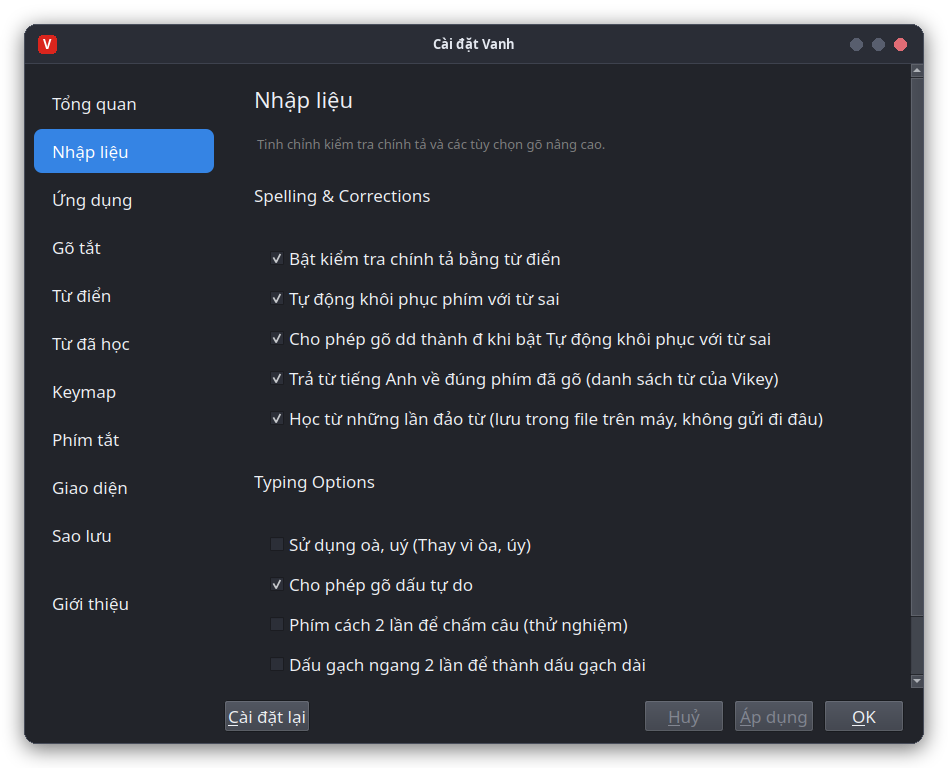 V
Cài đặt Vanh
Tổng quan
Nhập liệu
Ứng dụng
Gõ tắt
Từ điển
Từ đã học
Keymap
Phím tắt
Giao diện
Sao lưu
Giới thiệu
Nhập liệu
Tinh chỉnh kiểm tra chính tả và các tùy chọn gõ nâng cao.
Spelling & Corrections
Bật kiểm tra chính tả bằng từ điển
Tự động khôi phục phím với từ sai
Cho phép gõ dd thành đ khi bật Tự động khôi phục với từ sai
Trả từ tiếng Anh về đúng phím đã gõ (danh sách từ của Vikey)
Học từ những lần đảo từ (lưu trong file trên máy, không gửi đi đâu)
Typing Options
Sử dụng oà, uý (Thay vì òa, úy)
Cho phép gõ dấu tự do
Phím cách 2 lần để chấm câu (thử nghiệm)
Dấu gạch ngang 2 lần để thành dấu gạch dài
Cài đặt lại
Huỷ
Áp dụng
OK